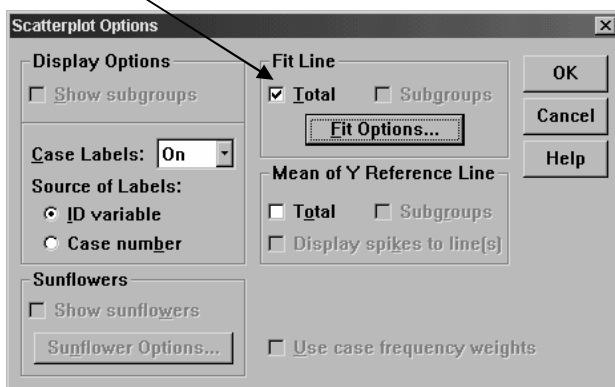 Scatterplot Options
Display Options
Show subgroups
Case Labels: On
Source of Labels:
ID variable
Case number
Sunflowers
Show sunflowers
Sunflower Options...
Fit Line
Total Subgroups
Fit Options...
Mean of Y Reference Line
Total Subgroups
Display spikes to line(s)
Use case frequency weights
OK
Cancel
Help